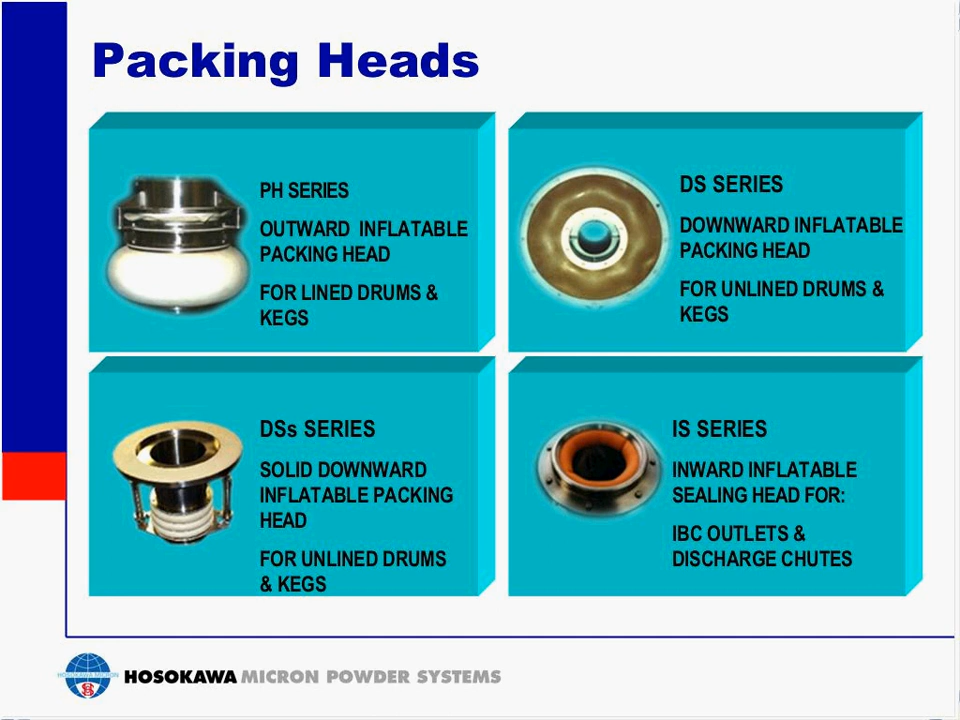 Packing Heads
PH SERIES
OUTWARD INFLATABLE
PACKING HEAD
FOR LINED DRUMS &
KEGS
DS SERIES
DOWNWARD INFLATABLE
PACKING HEAD
FOR UNLINED DRUMS &
KEGS
DSs SERIES
SOLID DOWNWARD
INFLATABLE PACKING
HEAD
FOR UNLINED DRUMS
& KEGS
IS SERIES
INWARD INFLATABLE
SEALING HEAD FOR:
IBC OUTLETS &
DISCHARGE CHUTES
HOSOKAWA MICRON
HOSOKAWA MICRON POWDER SYSTEMS